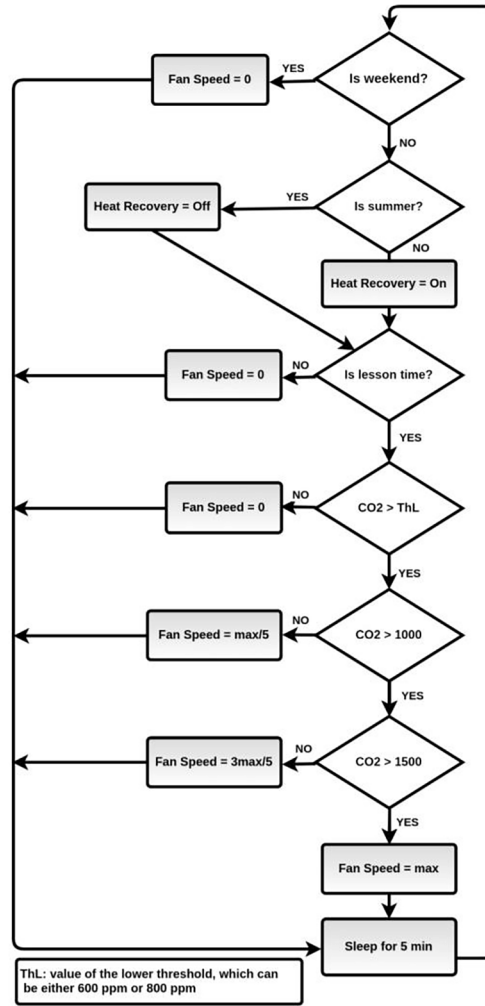 Is weekend?
YES
Fan Speed = 0
NO
Is summer?
YES
Heat Recovery = Off
NO
Heat Recovery = On
Is lesson time?
NO
Fan Speed = 0
YES
CO2 > ThL
NO
Fan Speed = 0
YES
CO2 > 1000
NO
Fan Speed = max/5
YES
CO2 > 1500
NO
Fan Speed = 3max/5
YES
Fan Speed = max
Sleep for 5 min
ThL: value of the lower threshold, which can
be either 600 ppm or 800 ppm